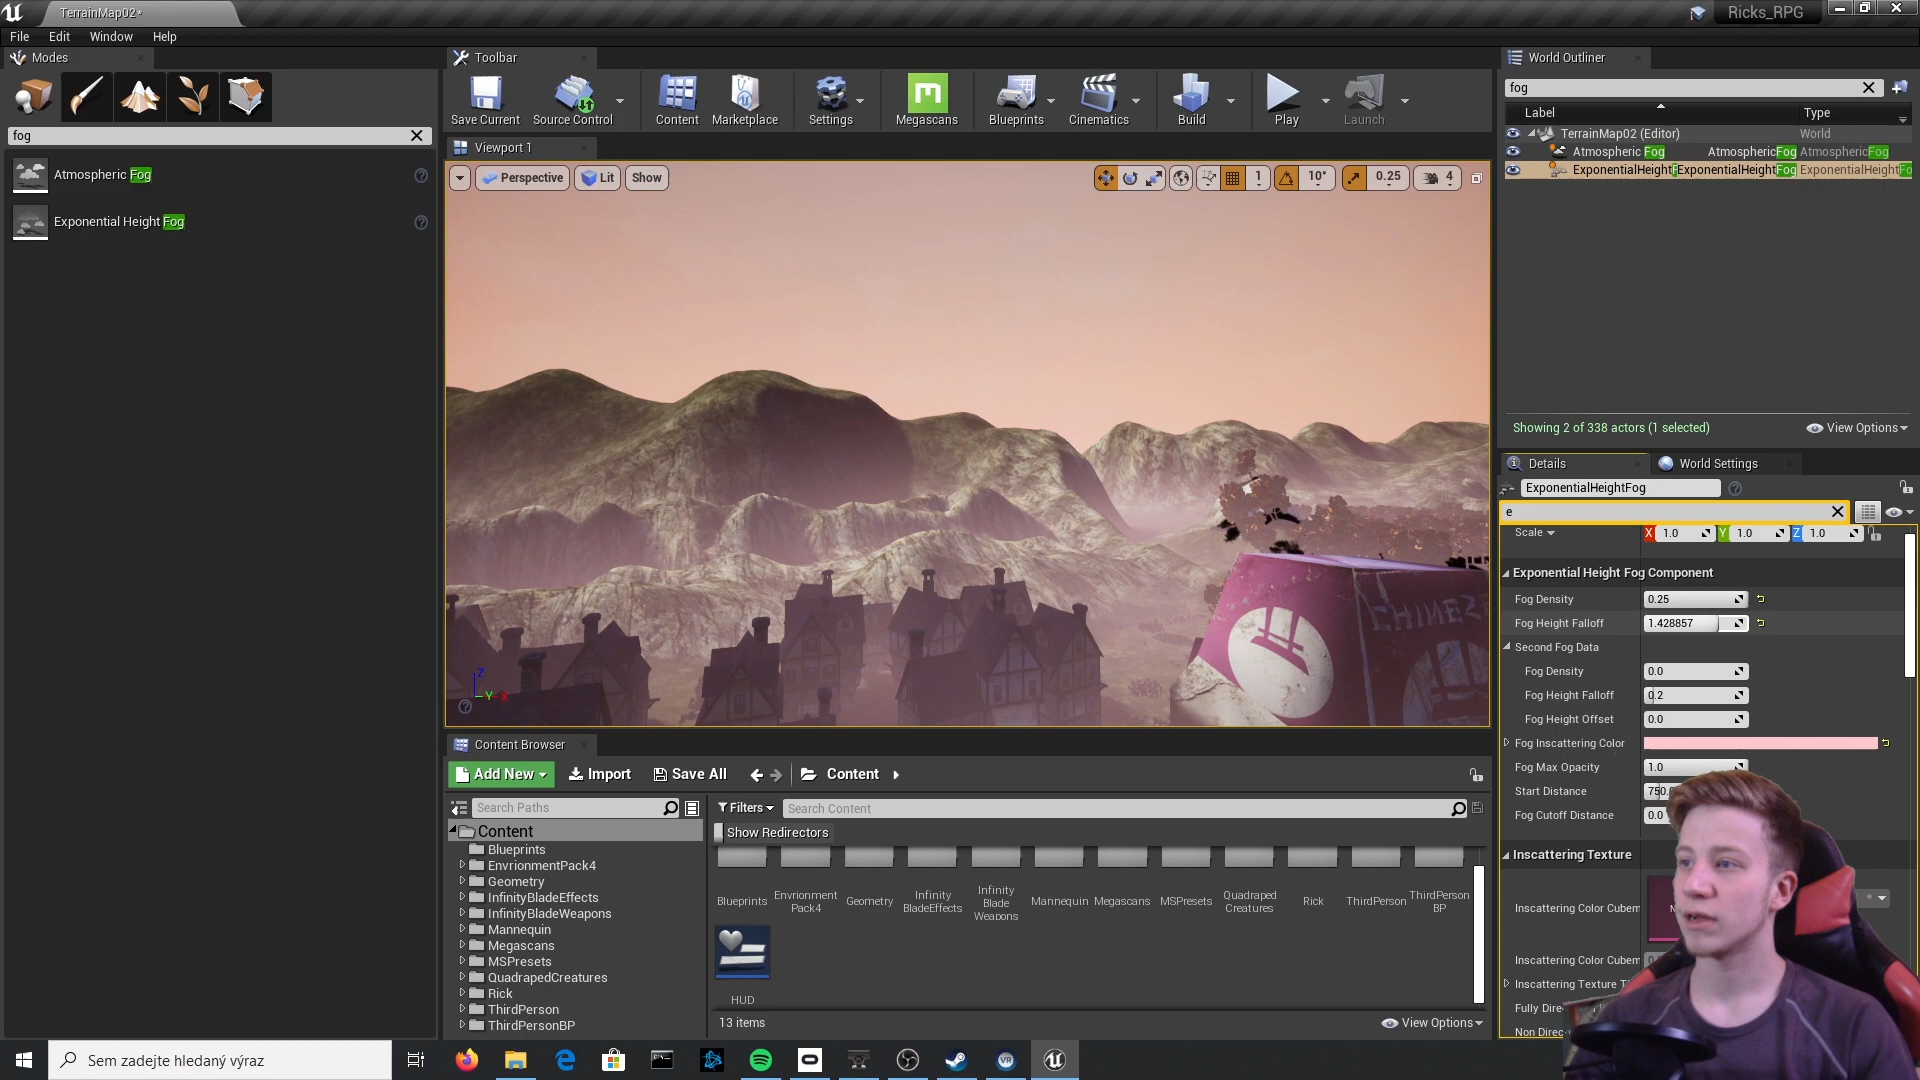 TerrainMap02*
Ricks_RPG
File Edit Window Help
Modes
fog
Atmospheric Fog
Exponential Height Fog
Toolbar
Save Current Source Control Content Marketplace Settings Megascans Blueprints Cinematics Build Play Launch
Viewport 1
Perspective Lit Show 1 10° 0.25 4
Z
Y X
Content Browser
Add New Import Save All Content
Search Paths
Content
Blueprints
EnvrionmentPack4
Geometry
InfinityBladeEffects
InfinityBladeWeapons
Mannequin
Megascans
MSPresets
QuadrapedCreatures
Rick
ThirdPerson
ThirdPersonBP
Filters Search Content
Show Redirectors
Blueprints
Envrionment
Pack4
Geometry
Infinity
BladeEffects
Infinity
Blade
Weapons
Mannequin
Megascans
MSPresets
Quadraped
Creatures
Rick
ThirdPerson
ThirdPerson
BP
HUD
13 items View Options
World Outliner
fog
Label Type
TerrainMap02 (Editor) World
Atmospheric Fog AtmosphericFog AtmosphericFog
ExponentialHeightF ExponentialHeightFog ExponentialHeightFo
Showing 2 of 338 actors (1 selected) View Options
Details World Settings
ExponentialHeightFog
e
Scale X 1.0 Y 1.0 Z 1.0
Exponential Height Fog Component
Fog Density 0.25
Fog Height Falloff 1.428857
Second Fog Data
Fog Density 0.0
Fog Height Falloff 0.2
Fog Height Offset 0.0
Fog Inscattering Color
Fog Max Opacity 1.0
Start Distance 750.
Fog Cutoff Distance 0.0
Inscattering Texture
Inscattering Color Cubem
Inscattering Color Cubem
Inscattering Texture T
Fully Dire
Non Direc
Sem zadejte hledaný výraz